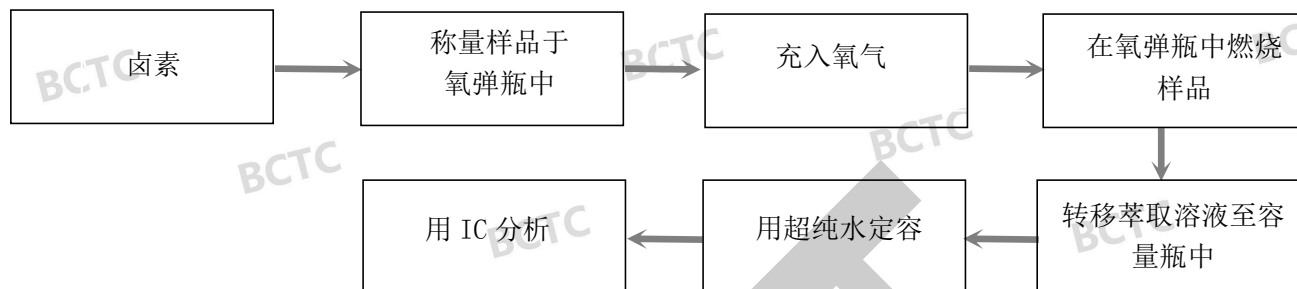 卤素
称量样品于
氧弹瓶中
充入氧气
在氧弹瓶中燃烧
样品
转移萃取溶液至容
量瓶中
用超纯水定容
用 IC 分析
BCTC
BCTC
BCTC
BCTC
BCTC
BCTC